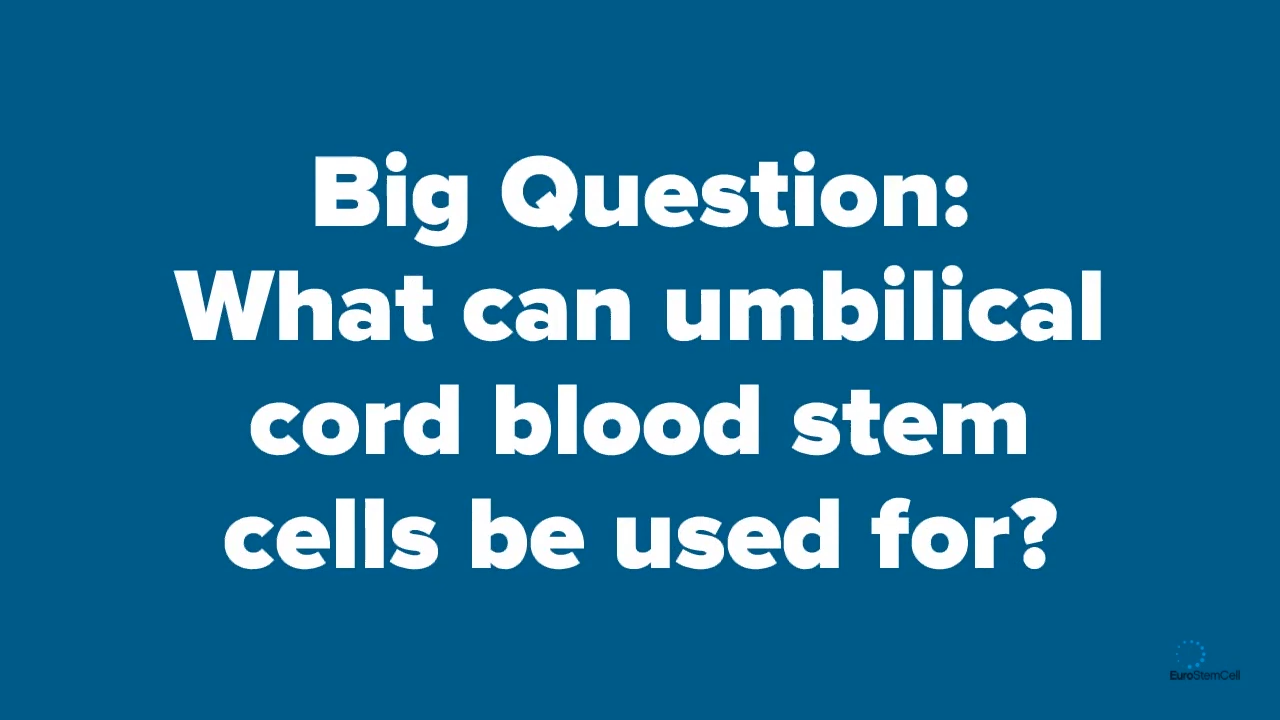 Big Question:
What can umbilical
cord blood stem
cells be used for?
EuroStemCell